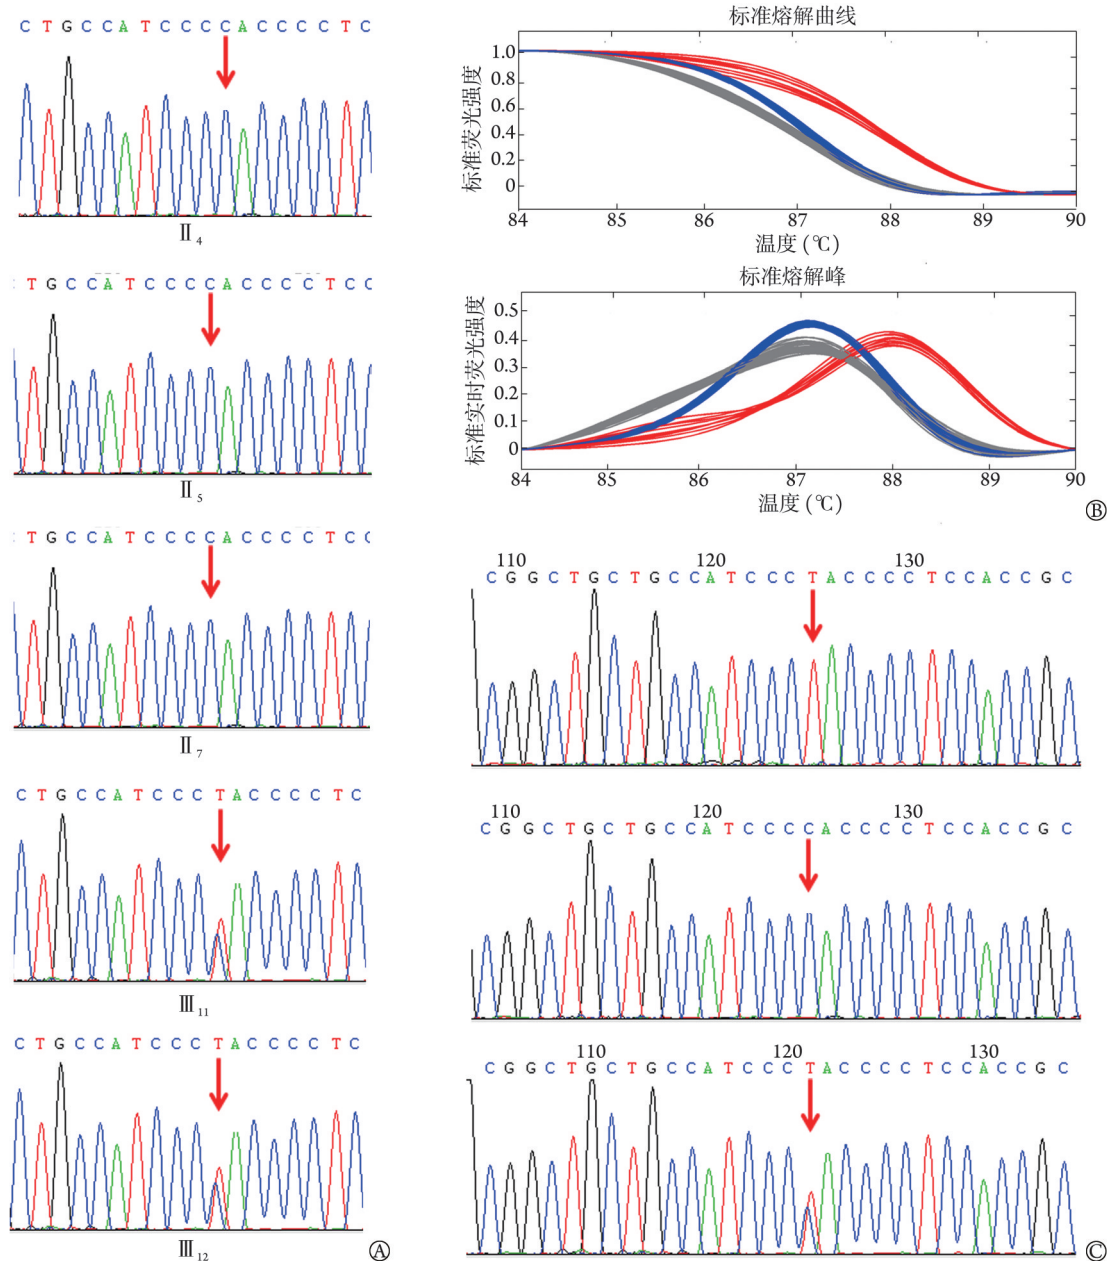 C T G C C A T C C C C A C C C C T C
Ⅱ4
T G C C A T C C C C A C C C C T C C
Ⅱ5
T G C C A T C C C C A C C C C T C C
Ⅱ7
C T G C C A T C C C T A C C C C T C
Ⅲ11
C T G C C A T C C C T A C C C C T C
Ⅲ12
Ⓐ
标准熔解曲线
标准荧光强度
1.0
0.8
0.6
0.4
0.2
0
84 85 86 87 88 89 90
温度(℃)
标准熔解峰
标准实时荧光强度
0.5
0.4
0.3
0.2
0.1
0
84 85 86 87 88 89 90
温度(℃)
Ⓑ
110 120 130
C G G C T G C T G C C A T C C C T A C C C C T C C A C C G C
110 120 130
C G G C T G C T G C C A T C C C C A C C C C T C C A C C G C
110 120 130
C G G C T G C T G C C A T C C C T A C C C C T C C A C C G C
Ⓒ